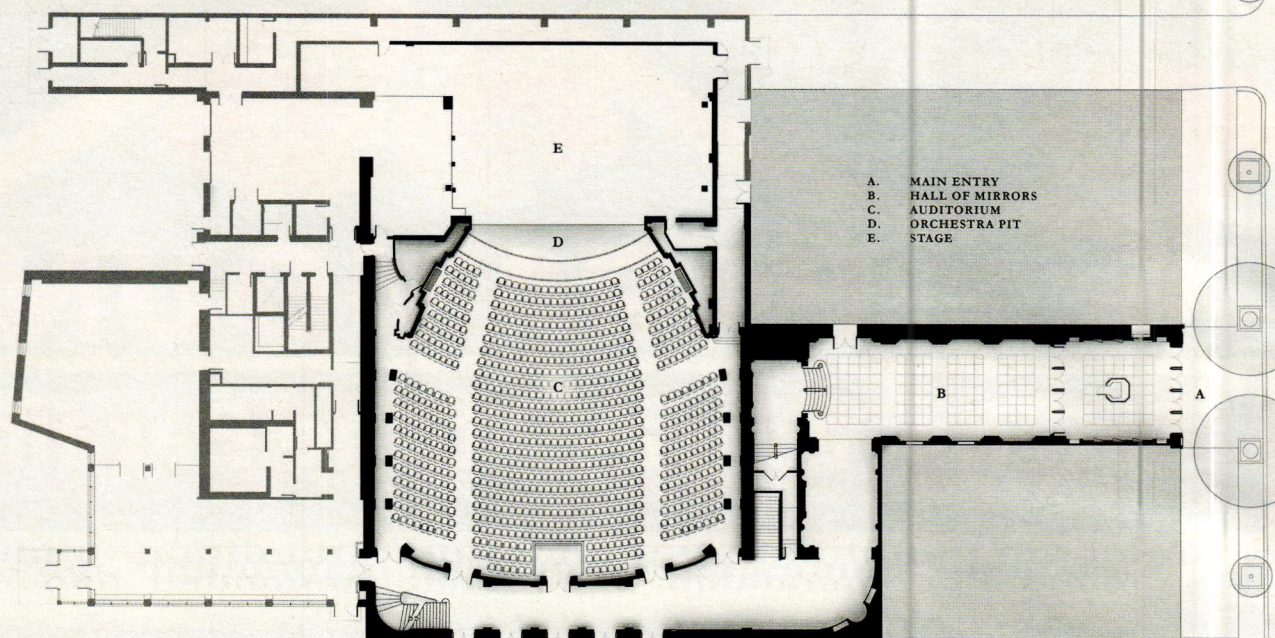 E
A. MAIN ENTRY
B. HALL OF MIRRORS
C. AUDITORIUM
D. ORCHESTRA PIT
E. STAGE
D
C
B
A